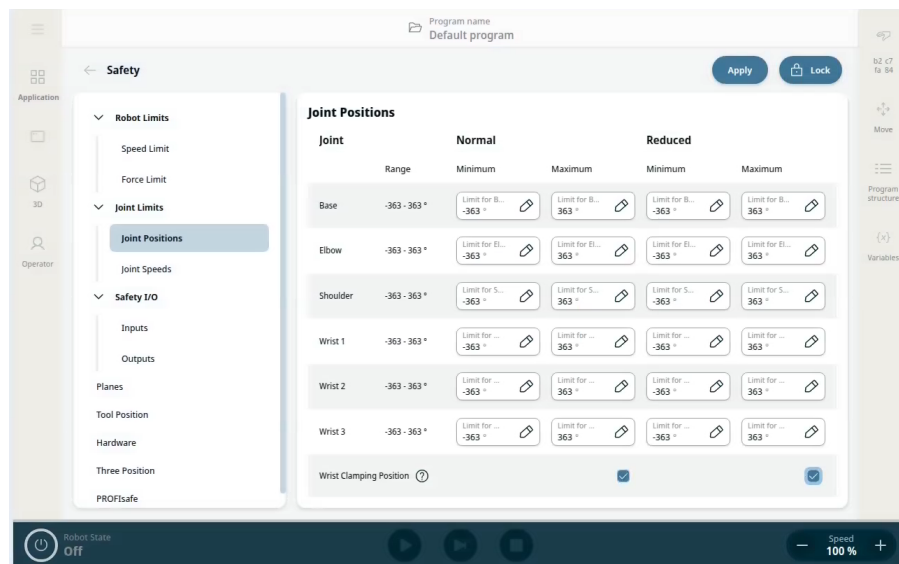 Program name
Default program
Safety
Apply
Lock
b2 c7
fa 84
Application
3D
Operator
Move
Program
structure
{x}
Variables
Robot Limits
Speed Limit
Force Limit
Joint Limits
Joint Positions
Joint Speeds
Safety I/O
Inputs
Outputs
Planes
Tool Position
Hardware
Three Position
PROFIsafe
Joint Positions
Joint Normal Reduced
Range Minimum Maximum Minimum Maximum
Limit for B... Limit for B... Limit for B... Limit for B...
Base -363 - 363 ° -363 ° 363 ° -363 ° 363 °
Limit for El... Limit for El... Limit for El... Limit for El...
Elbow -363 - 363 ° -363 ° 363 ° -363 ° 363 °
Limit for S... Limit for S... Limit for S... Limit for S...
Shoulder -363 - 363 ° -363 ° 363 ° -363 ° 363 °
Limit for ... Limit for ... Limit for ... Limit for ...
Wrist 1 -363 - 363 ° -363 ° 363 ° -363 ° 363 °
Limit for ... Limit for ... Limit for ... Limit for ...
Wrist 2 -363 - 363 ° -363 ° 363 ° -363 ° 363 °
Limit for ... Limit for ... Limit for ... Limit for ...
Wrist 3 -363 - 363 ° -363 ° 363 ° -363 ° 363 °
Wrist Clamping Position ?
Robot State
Off
Speed
100 %